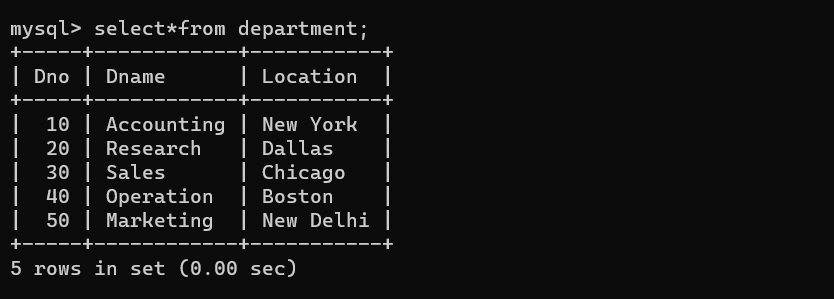 mysql> select*from department;
+-----+------------+-----------+
| Dno | Dname      | Location  |
+-----+------------+-----------+
|  10 | Accounting | New York  |
|  20 | Research   | Dallas    |
|  30 | Sales      | Chicago   |
|  40 | Operation  | Boston    |
|  50 | Marketing  | New Delhi |
+-----+------------+-----------+
5 rows in set (0.00 sec)